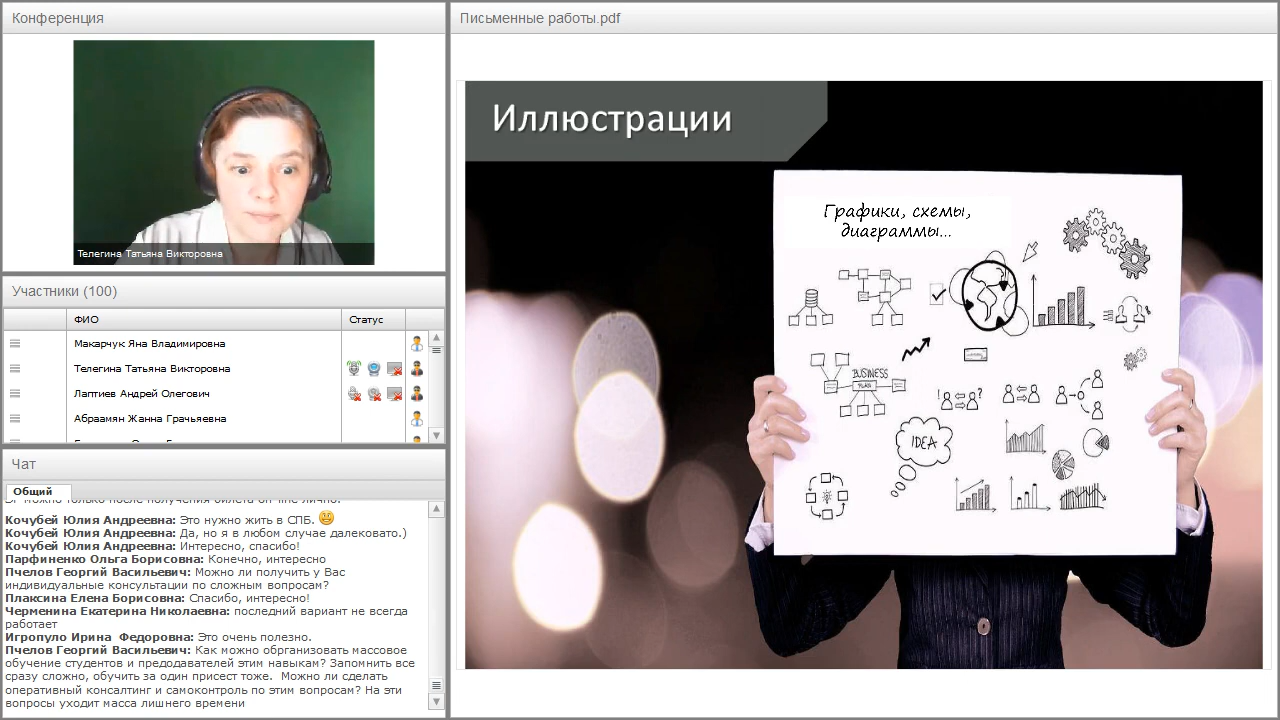 Конференция
Телегина Татьяна Викторовна
Участники (100)
ФИО
Статус
Макарчук Яна Владимировна
Телегина Татьяна Викторовна
Лаптиев Андрей Олегович
Абраамян Жанна Грачьяевна
Чат
Общий
Кочубей Юлия Андреевна: Это нужно жить в СПБ.
Кочубей Юлия Андреевна: Да, но я в любом случае далековато.)
Кочубей Юлия Андреевна: Интересно, спасибо!
Парфиненко Ольга Борисовна: Конечно, интересно
Пчелов Георгий Васильевич: Можно ли получить у Вас
индивидуальные консультации по сложным вопросам?
Плаксина Елена Борисовна: Спасибо, интересно!
Черменина Екатерина Николаевна: последний вариант не всегда
работает
Игропуло Ирина Федоровна: Это очень полезно.
Пчелов Георгий Васильевич: Как можно обрганизовать массовое
обучение студентов и предодавателей этим навыкам? Запомнить все
сразу сложно, обучить за один присест тоже. Можно ли сделать
оперативный консалтинг и самоконтроль по этим вопросам? На эти
вопросы уходит масса лишнего времени
Письменные работы.pdf
Иллюстрации
Графики, схемы,
диаграммы...
BUSINESS
PLAN
IDEA